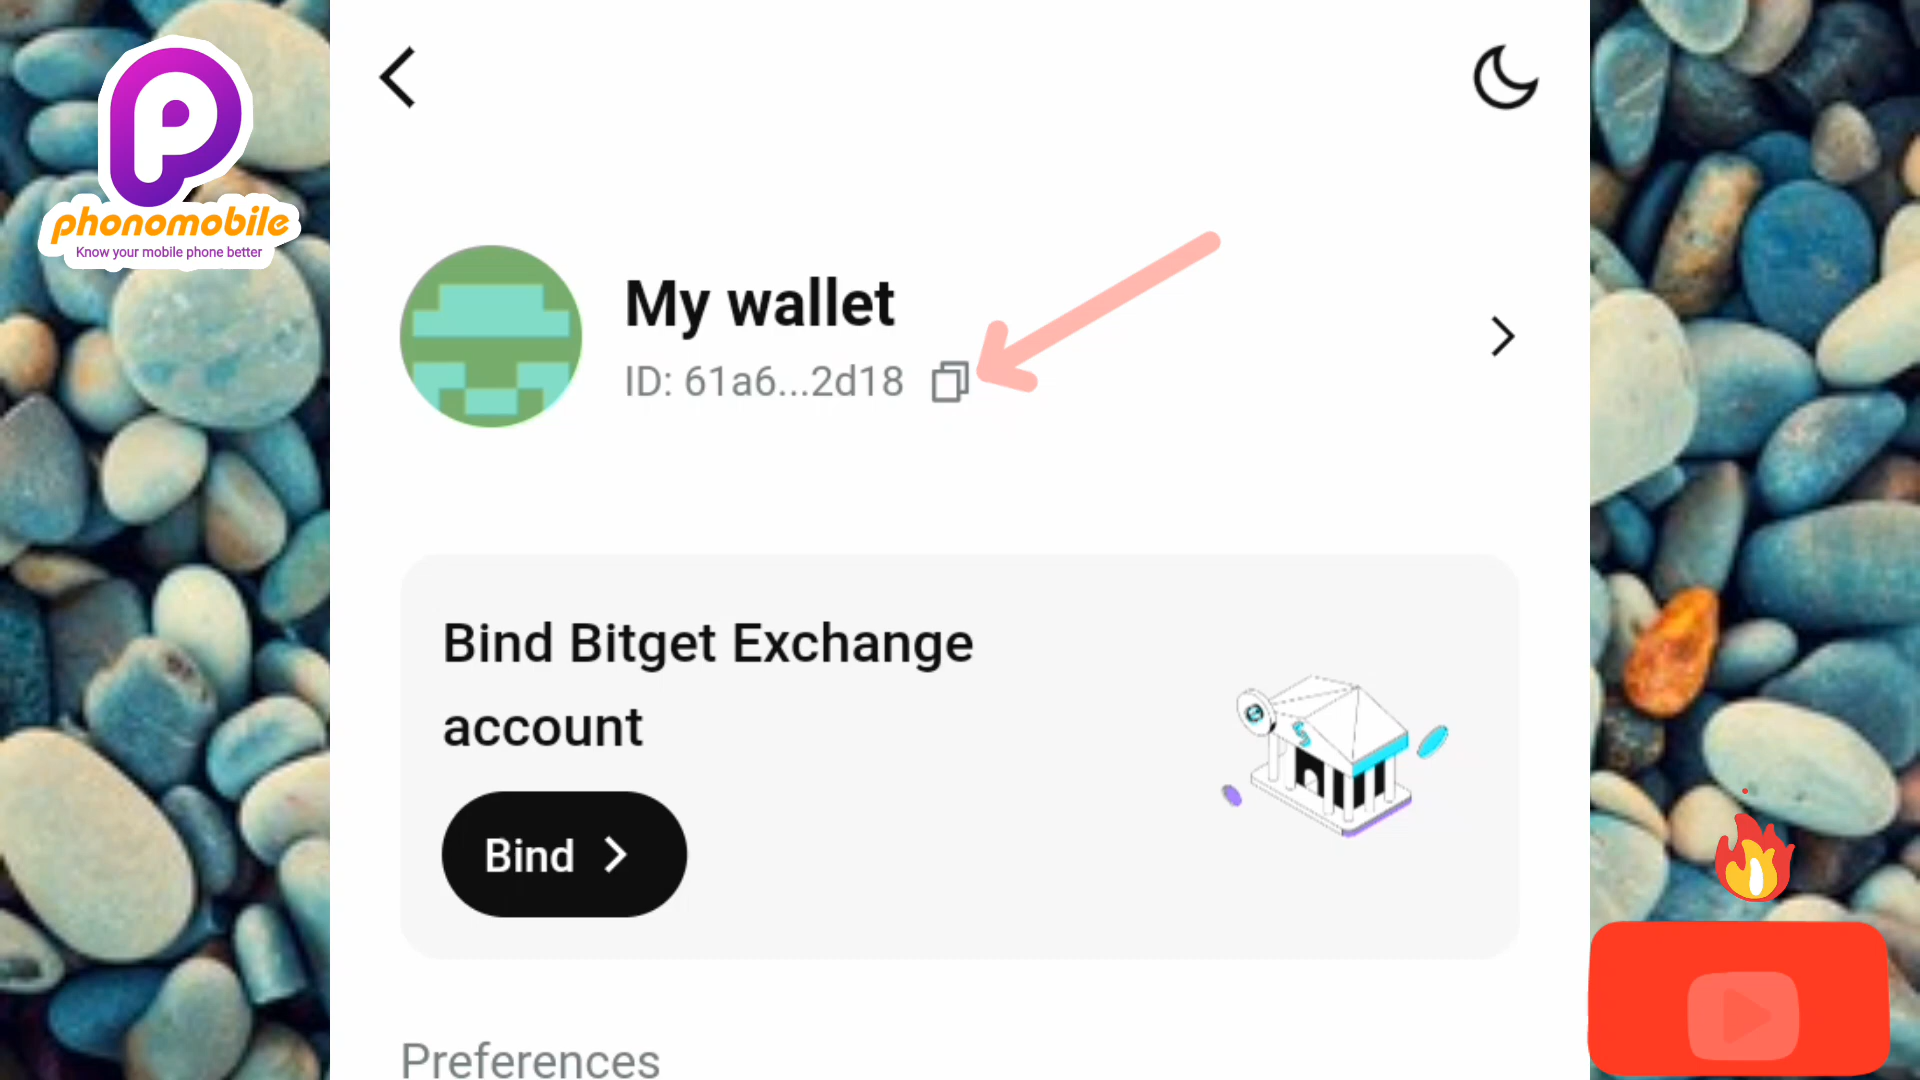 phonomobile
Know your mobile phone better
My wallet
ID: 61a6...2d18
Bind Bitget Exchange
account
Bind
Preferences